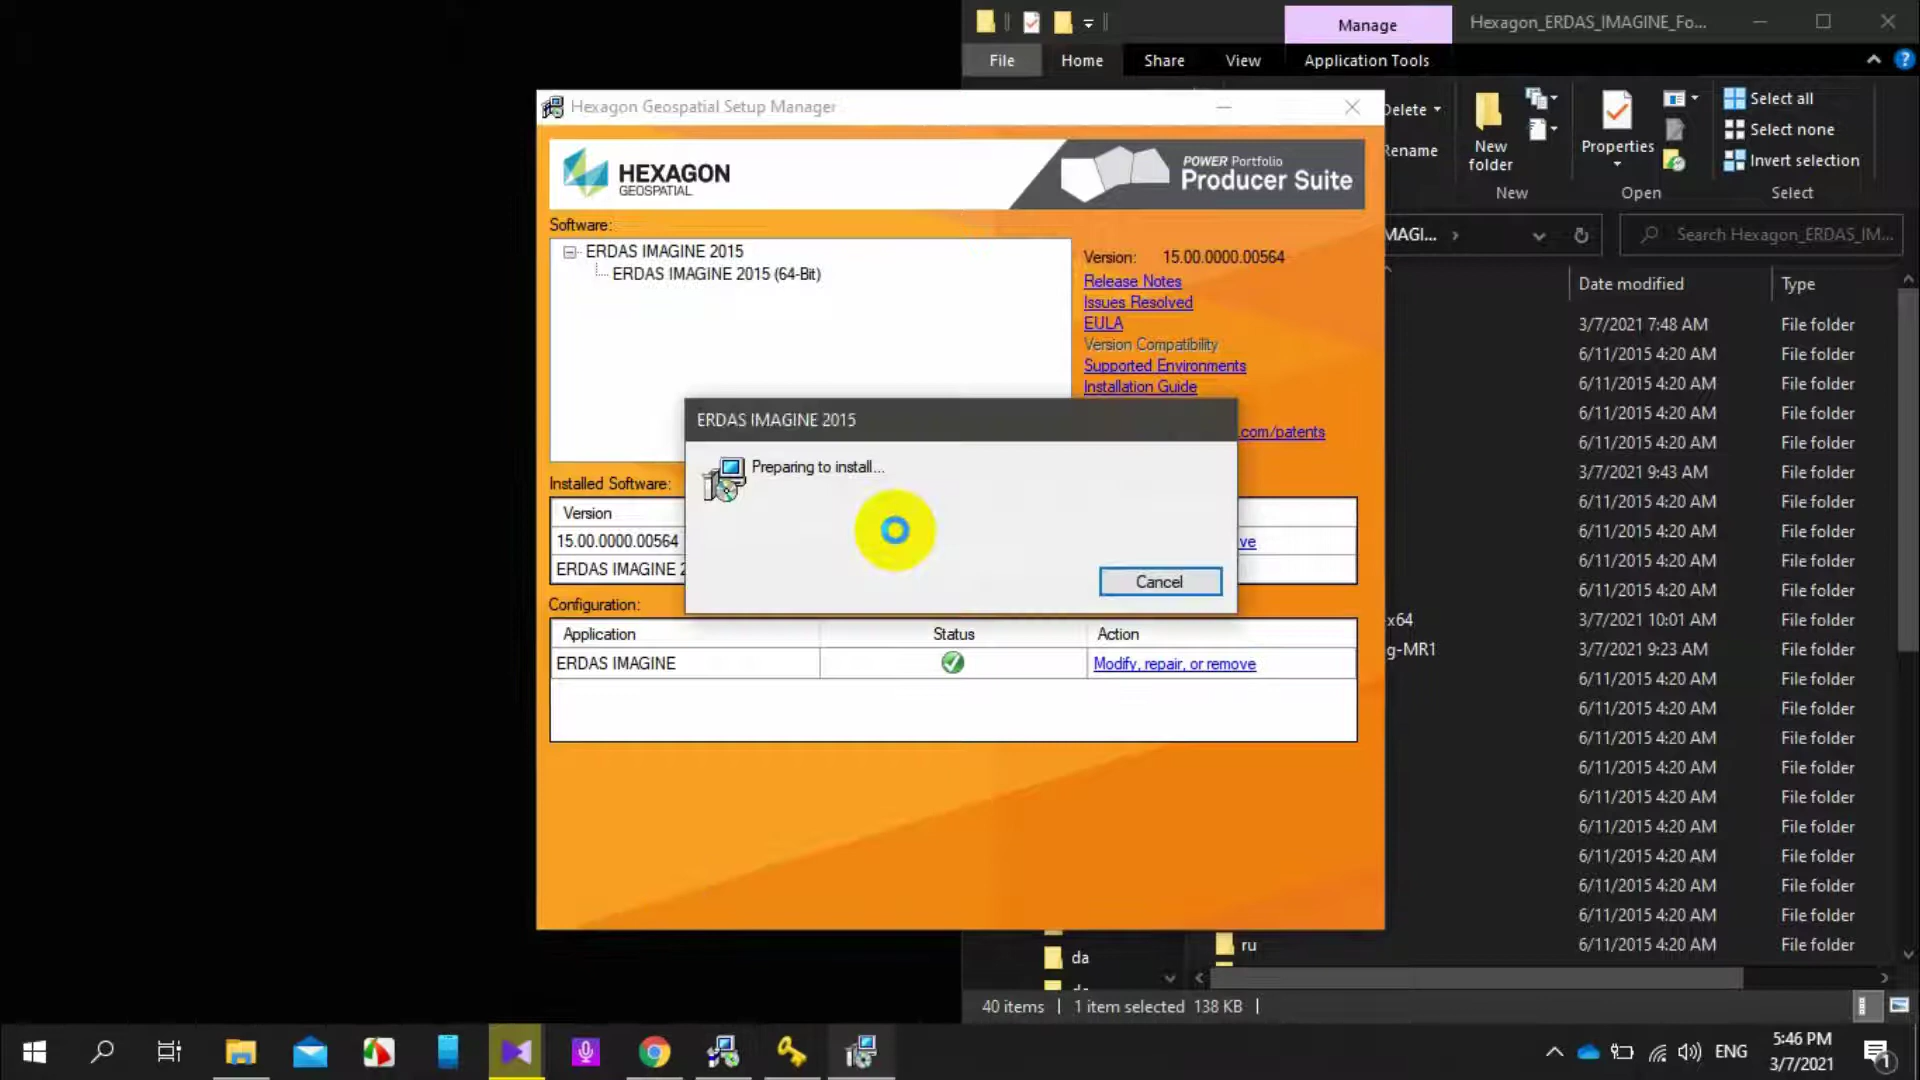 Manage
Hexagon_ERDAS_IMAGINE_Fo...
File
Home
Share
View
Application Tools
Hexagon Geospatial Setup Manager
Delete
Rename
New
folder
Properties
Select all
Select none
Invert selection
New
Open
Select
HEXAGON
GEOSPATIAL
POWER Portfolio
Producer Suite
Software:
ERDAS IMAGINE 2015
ERDAS IMAGINE 2015 (64-Bit)
Version: 15.00.0000.00564
Release Notes
Issues Resolved
EULA
Version Compatibility
Supported Environments
Installation Guide
.com/patents
MAGI...
Search Hexagon_ERDAS_IM...
Date modified
Type
3/7/2021 7:48 AM File folder
6/11/2015 4:20 AM File folder
6/11/2015 4:20 AM File folder
6/11/2015 4:20 AM File folder
6/11/2015 4:20 AM File folder
3/7/2021 9:43 AM File folder
6/11/2015 4:20 AM File folder
6/11/2015 4:20 AM File folder
6/11/2015 4:20 AM File folder
6/11/2015 4:20 AM File folder
x64 3/7/2021 10:01 AM File folder
g-MR1 3/7/2021 9:23 AM File folder
6/11/2015 4:20 AM File folder
6/11/2015 4:20 AM File folder
6/11/2015 4:20 AM File folder
6/11/2015 4:20 AM File folder
6/11/2015 4:20 AM File folder
6/11/2015 4:20 AM File folder
6/11/2015 4:20 AM File folder
6/11/2015 4:20 AM File folder
6/11/2015 4:20 AM File folder
ru 6/11/2015 4:20 AM File folder
ERDAS IMAGINE 2015
Preparing to install...
Cancel
Installed Software:
Version
15.00.0000.00564
ve
ERDAS IMAGINE 2
Configuration:
Application
Status
Action
ERDAS IMAGINE
Modify, repair, or remove
da
40 items
1 item selected 138 KB
ENG
5:46 PM
3/7/2021
1